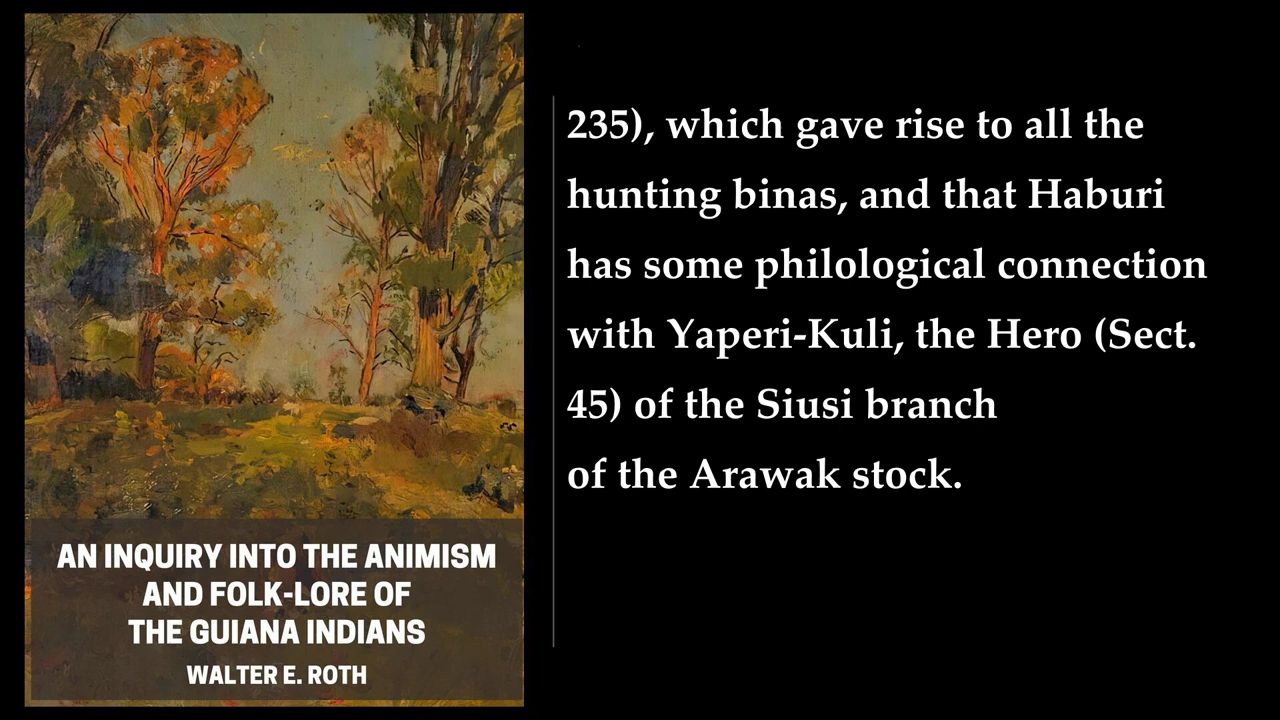 235), which gave rise to all the
hunting binas, and that Haburi
has some philological connection
with Yaperi-Kuli, the Hero (Sect.
45) of the Siusi branch
of the Arawak stock.
AN INQUIRY INTO THE ANIMISM
AND FOLK-LORE OF
THE GUIANA INDIANS
WALTER E. ROTH